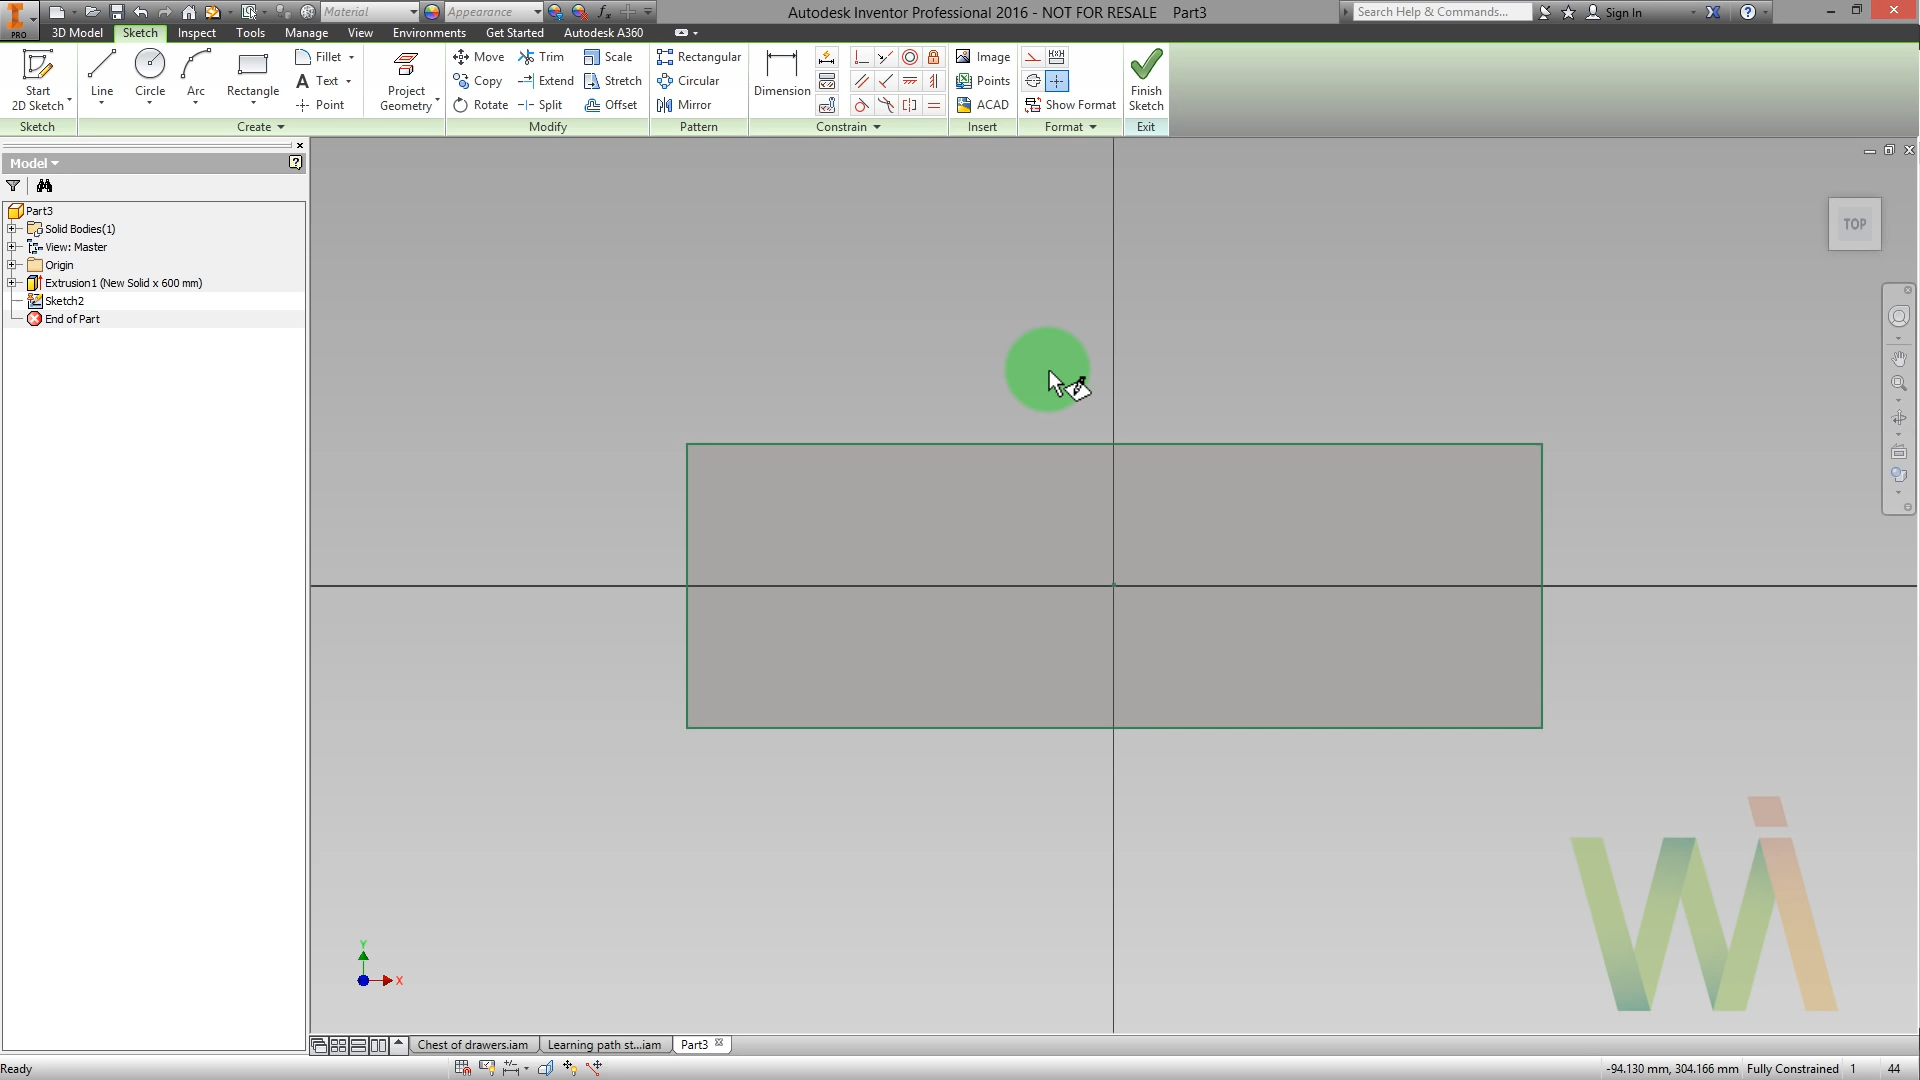 PRO
Material
Appearance
Autodesk Inventor Professional 2016 - NOT FOR RESALE Part3
Search Help & Commands...
Sign In
3D Model Sketch Inspect Tools Manage View Environments Get Started Autodesk A360
Start
2D Sketch
Sketch
Line
Circle
Arc
Rectangle
Fillet
Text
Point
Create
Project
Geometry
Move
Copy
Rotate
Trim
Extend
Split
Scale
Stretch
Offset
Modify
Rectangular
Circular
Mirror
Pattern
Dimension
Constrain
Image
Points
ACAD
Insert
Show Format
Format
Finish
Sketch
Exit
Model
Part3
Solid Bodies(1)
View: Master
Origin
Extrusion1 (New Solid x 600 mm)
Sketch2
End of Part
TOP
Y
X
Wi
Chest of drawers.iam
Learning path st...iam
Part3
Ready
-94.130 mm, 304.166 mm Fully Constrained 1 44